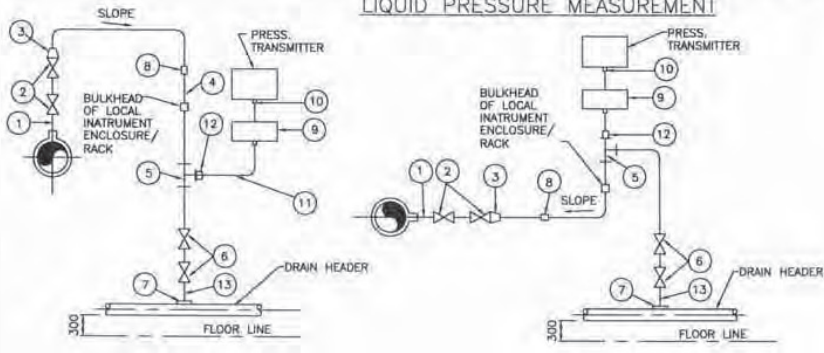 LIQUID PRESSURE MEASUREMENT
SLOPE
3
2
1
8
4
PRESS.
TRANSMITTER
BULKHEAD
OF LOCAL
INSTRUMENT
ENCLOSURE/
RACK
10
12
9
5
11
6
DRAIN HEADER
7
13
300
FLOOR LINE
PRESS.
TRANSMITTER
10
BULKHEAD
OF LOCAL
INSTRUMENT
ENCLOSURE/
RACK
9
12
5
1
2
3
8
SLOPE
6
DRAIN HEADER
7
13
300
FLOOR LINE